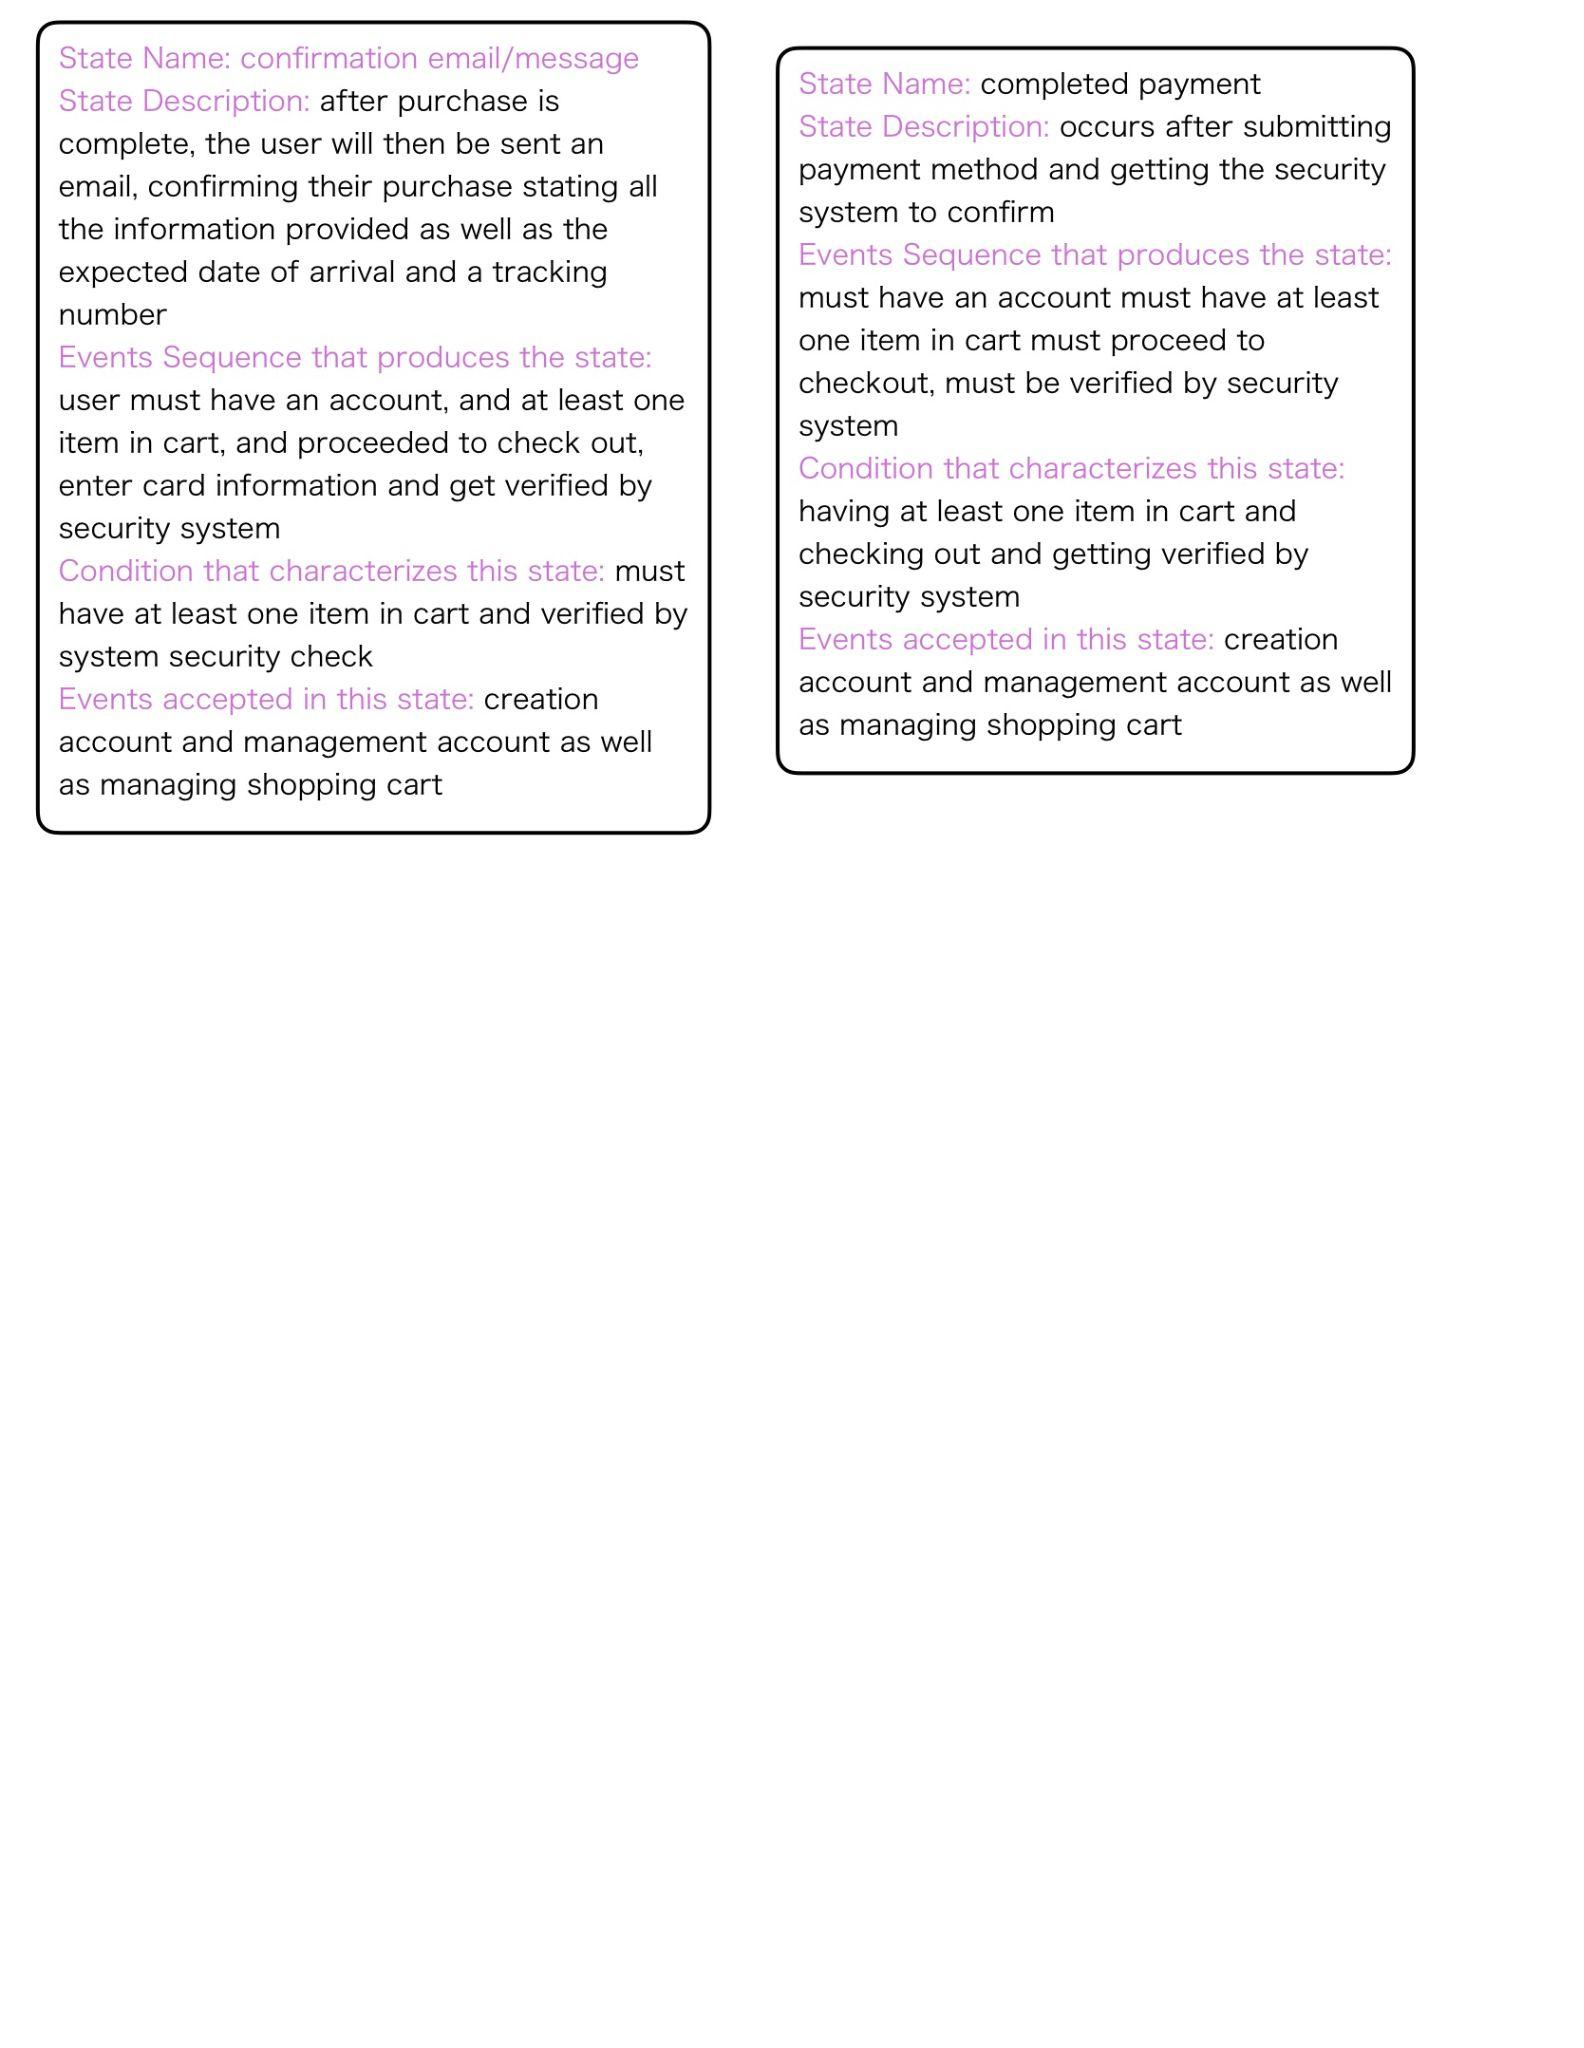 State Name: confirmation email/message
State Description: after purchase is
complete, the user will then be sent an
email, confirming their purchase stating all
the information provided as well as the
expected date of arrival and a tracking
number
Events Sequence that produces the state:
user must have an account, and at least one
item in cart, and proceeded to check out,
enter card information and get verified by
security system
Condition that characterizes this state: must
have at least one item in cart and verified by
system security check
Events accepted in this state: creation
account and management account as well
as managing shopping cart
State Name: completed payment
State Description: occurs after submitting
payment method and getting the security
system to confirm
Events Sequence that produces the state:
must have an account must have at least
one item in cart must proceed to
checkout, must be verified by security
system
Condition that characterizes this state:
having at least one item in cart and
checking out and getting verified by
security system
Events accepted in this state: creation
account and management account as well
as managing shopping cart